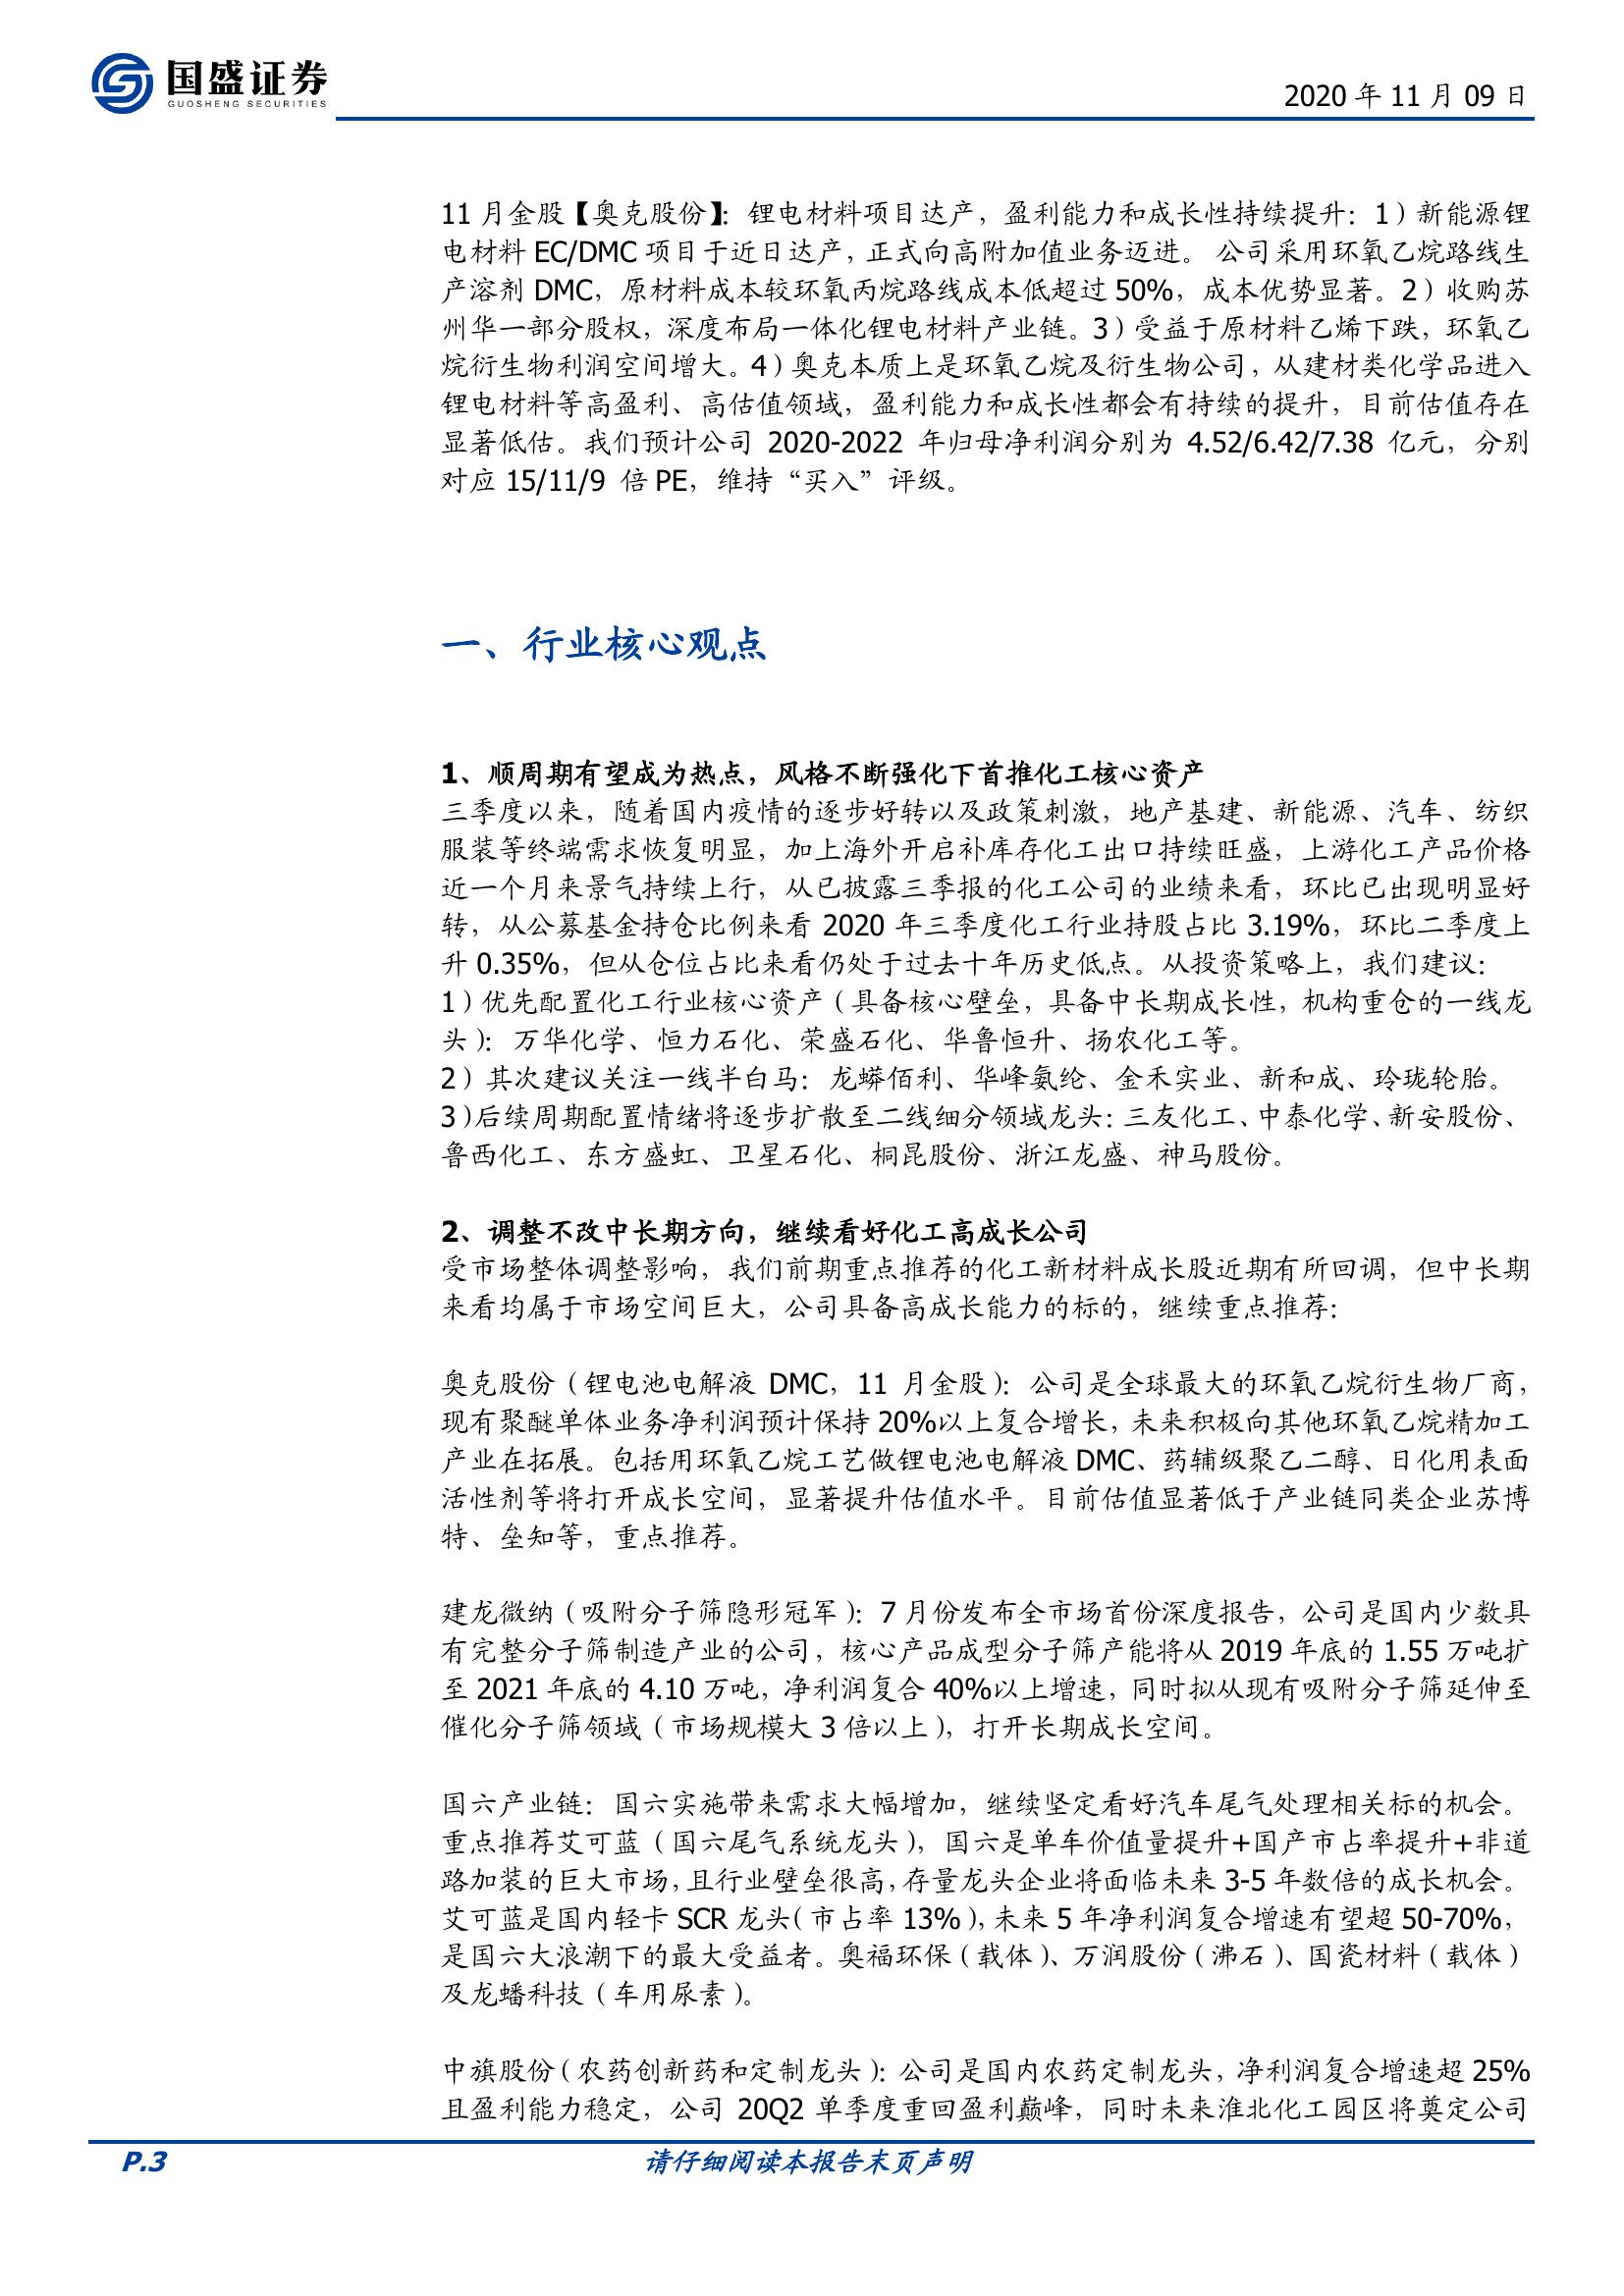 国盛证券
GUOSHENG SECURITIES
2020 年 11 月 09 日
11 月金股【奥克股份】：锂电材料项目达产，盈利能力和成长性持续提升：1）新能源锂
电材料 EC/DMC 项目于近日达产，正式向高附加值业务迈进。 公司采用环氧乙烷路线生
产溶剂 DMC，原材料成本较环氧丙烷路线成本低超过 50%，成本优势显著。2）收购苏
州华一部分股权，深度布局一体化锂电材料产业链。3）受益于原材料乙烯下跌，环氧乙
烷衍生物利润空间增大。4）奥克本质上是环氧乙烷及衍生物公司，从建材类化学品进入
锂电材料等高盈利、高估值领域，盈利能力和成长性都会有持续的提升，目前估值存在
显著低估。我们预计公司 2020-2022 年归母净利润分别为 4.52/6.42/7.38 亿元，分别
对应 15/11/9 倍 PE，维持“买入”评级。
一、行业核心观点
1、顺周期有望成为热点，风格不断强化下首推化工核心资产
三季度以来，随着国内疫情的逐步好转以及政策刺激，地产基建、新能源、汽车、纺织
服装等终端需求恢复明显，加上海外开启补库存化工出口持续旺盛，上游化工产品价格
近一个月来景气持续上行，从已披露三季报的化工公司的业绩来看，环比已出现明显好
转，从公募基金持仓比例来看 2020 年三季度化工行业持股占比 3.19%，环比二季度上
升 0.35%，但从仓位占比来看仍处于过去十年历史低点。从投资策略上，我们建议：
1）优先配置化工行业核心资产（具备核心壁垒，具备中长期成长性，机构重仓的一线龙
头）：万华化学、恒力石化、荣盛石化、华鲁恒升、扬农化工等。
2）其次建议关注一线半白马：龙蟒佰利、华峰氨纶、金禾实业、新和成、玲珑轮胎。
3）后续周期配置情绪将逐步扩散至二线细分领域龙头：三友化工、中泰化学、新安股份、
鲁西化工、东方盛虹、卫星石化、桐昆股份、浙江龙盛、神马股份。
2、调整不改中长期方向，继续看好化工高成长公司
受市场整体调整影响，我们前期重点推荐的化工新材料成长股近期有所回调，但中长期
来看均属于市场空间巨大，公司具备高成长能力的标的，继续重点推荐：
奥克股份（锂电池电解液 DMC，11 月金股）：公司是全球最大的环氧乙烷衍生物厂商，
现有聚醚单体业务净利润预计保持 20%以上复合增长，未来积极向其他环氧乙烷精加工
产业在拓展。包括用环氧乙烷工艺做锂电池电解液 DMC、药辅级聚乙二醇、日化用表面
活性剂等将打开成长空间，显著提升估值水平。目前估值显著低于产业链同类企业苏博
特、垒知等，重点推荐。
建龙微纳（吸附分子筛隐形冠军）：7 月份发布全市场首份深度报告，公司是国内少数具
有完整分子筛制造产业的公司，核心产品成型分子筛产能将从 2019 年底的 1.55 万吨扩
至 2021 年底的 4.10 万吨，净利润复合 40%以上增速，同时拟从现有吸附分子筛延伸至
催化分子筛领域（市场规模大 3 倍以上），打开长期成长空间。
国六产业链：国六实施带来需求大幅增加，继续坚定看好汽车尾气处理相关标的机会。
重点推荐艾可蓝（国六尾气系统龙头），国六是单车价值量提升+国产市占率提升+非道
路加装的巨大市场，且行业壁垒很高，存量龙头企业将面临未来 3-5 年数倍的成长机会。
艾可蓝是国内轻卡 SCR 龙头（市占率 13%），未来 5 年净利润复合增速有望超 50-70%，
是国六大浪潮下的最大受益者。奥福环保（载体）、万润股份（沸石）、国瓷材料（载体）
及龙蟠科技（车用尿素）。
中旗股份（农药创新药和定制龙头）：公司是国内农药定制龙头，净利润复合增速超 25%
且盈利能力稳定，公司 20Q2 单季度重回盈利巅峰，同时未来淮北化工园区将奠定公司
P.3
请仔细阅读本报告末页声明